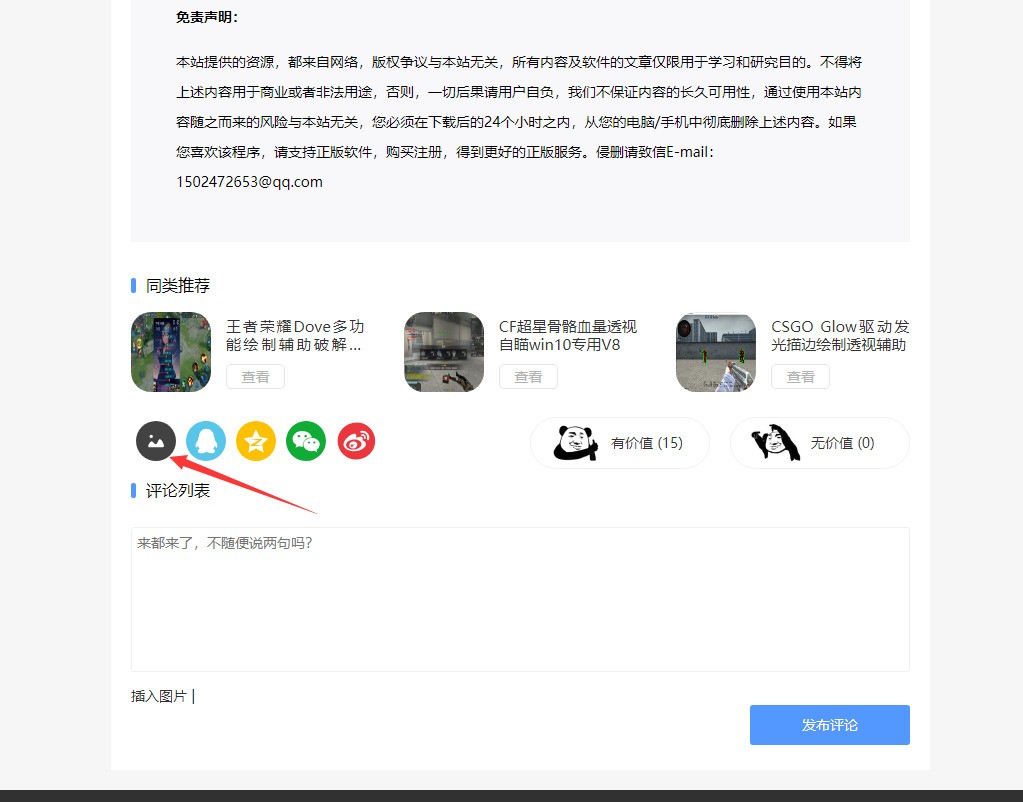 免责声明：
本站提供的资源，都来自网络，版权争议与本站无关，所有内容及软件的文章仅限用于学习和研究目的。不得将
上述内容用于商业或者非法用途，否则，一切后果请用户自负，我们不保证内容的长久可用性，通过使用本站内
容随之而来的风险与本站无关，您必须在下载后的24个小时之内，从您的电脑/手机中彻底删除上述内容。如果
您喜欢该程序，请支持正版软件，购买注册，得到更好的正版服务。侵删请致信E-mail：
1502472653@qq.com
同类推荐
王者荣耀Dove多功
能绘制辅助破解...
查看
CF超星骨骼血量透视
自瞄win10专用V8
查看
CSGO Glow驱动发
光描边绘制透视辅助
查看
有价值 (15)
无价值 (0)
评论列表
来都来了，不随便说两句吗？
插入图片 |
发布评论